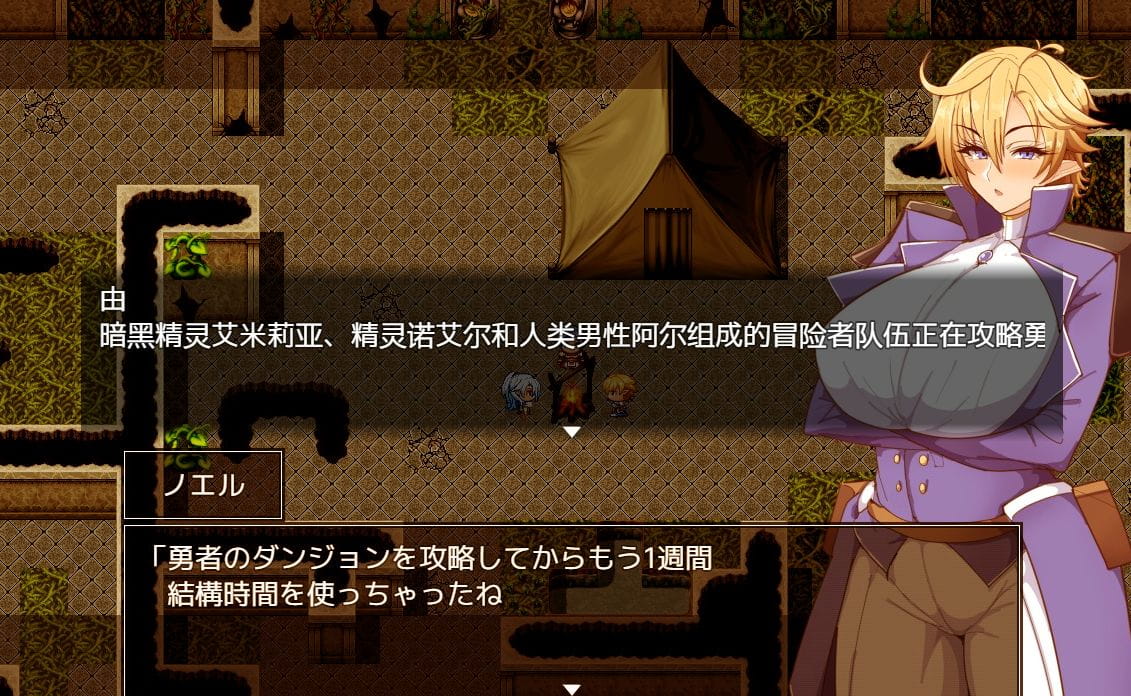 由
暗黑精灵艾米莉亚、精灵诺艾尔和人类男性阿尔组成的冒险者队伍正在攻略勇
ノエル
「勇者のダンジョンを攻略してからもう1週間
結構時間を使っちゃったね